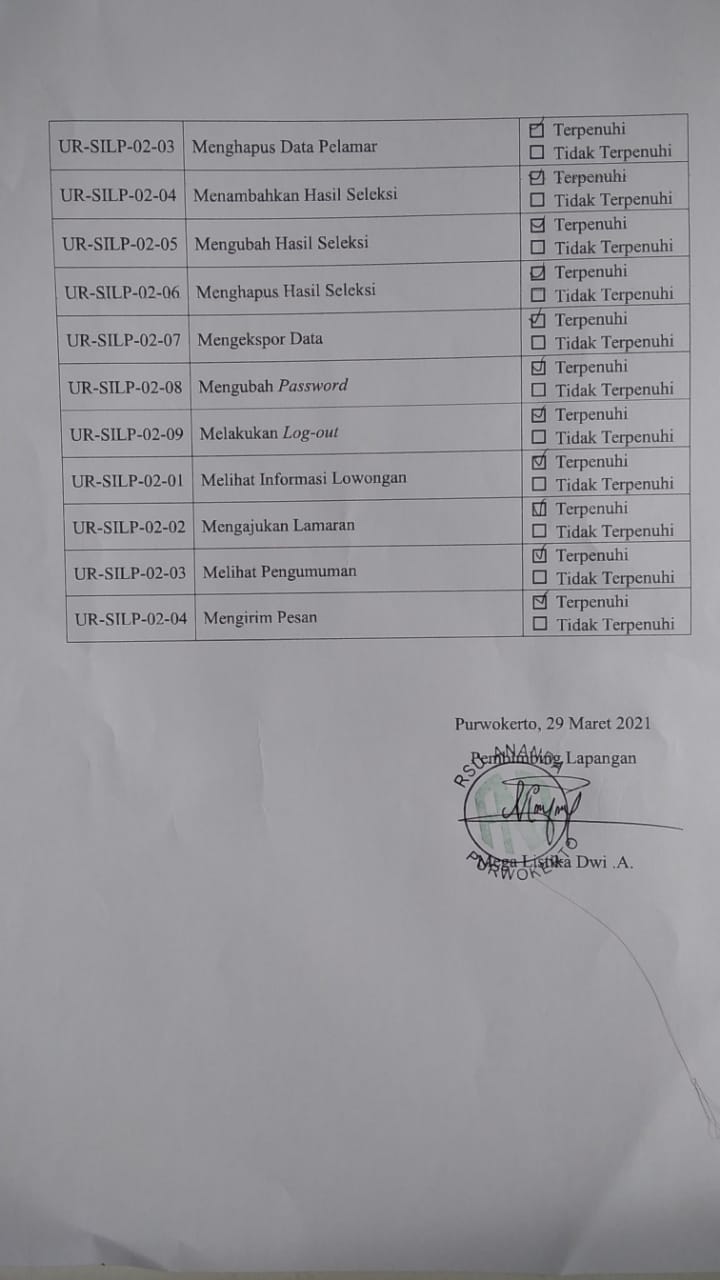 UR-SILP-02-03 Menghapus Data Pelamar ☑ Terpenuhi
☐ Tidak Terpenuhi
UR-SILP-02-04 Menambahkan Hasil Seleksi ☑ Terpenuhi
☐ Tidak Terpenuhi
UR-SILP-02-05 Mengubah Hasil Seleksi ☑ Terpenuhi
☐ Tidak Terpenuhi
UR-SILP-02-06 Menghapus Hasil Seleksi ☑ Terpenuhi
☐ Tidak Terpenuhi
UR-SILP-02-07 Mengekspor Data ☑ Terpenuhi
☐ Tidak Terpenuhi
UR-SILP-02-08 Mengubah Password ☑ Terpenuhi
☐ Tidak Terpenuhi
UR-SILP-02-09 Melakukan Log-out ☑ Terpenuhi
☐ Tidak Terpenuhi
UR-SILP-02-01 Melihat Informasi Lowongan ☑ Terpenuhi
☐ Tidak Terpenuhi
UR-SILP-02-02 Mengajukan Lamaran ☑ Terpenuhi
☐ Tidak Terpenuhi
UR-SILP-02-03 Melihat Pengumuman ☑ Terpenuhi
☐ Tidak Terpenuhi
UR-SILP-02-04 Mengirim Pesan ☑ Terpenuhi
☐ Tidak Terpenuhi
Purwokerto, 29 Maret 2021
Pembimbing Lapangan
RSU ANANDA
PURWOKERTO
Mega Listika Dwi .A.